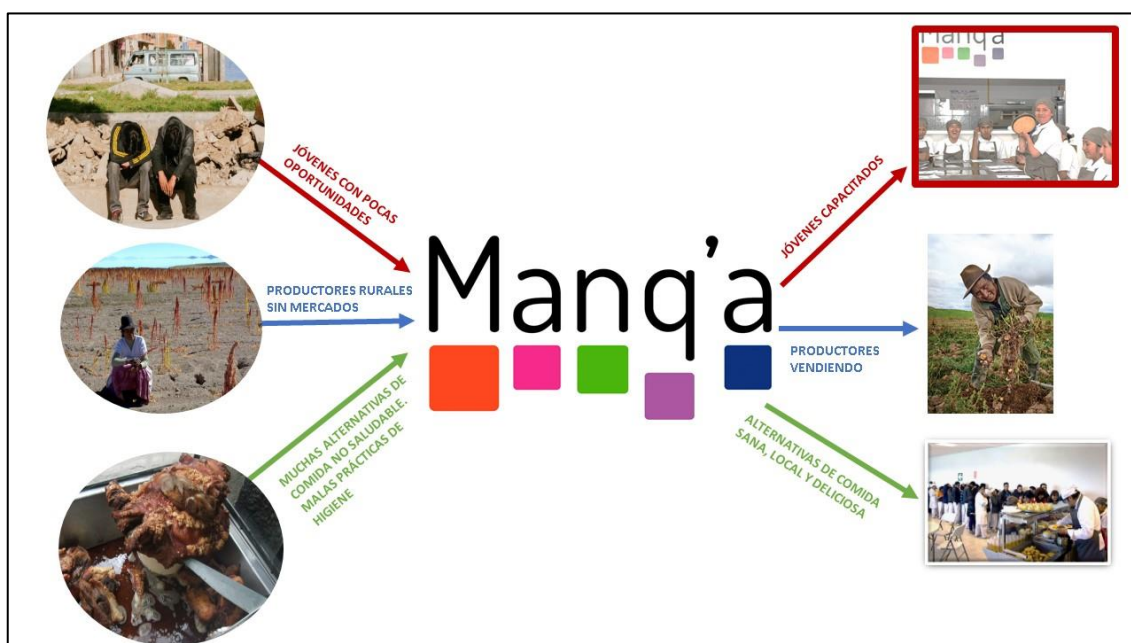 JÓVENES CON POCAS
OPORTUNIDADES
PRODUCTORES RURALES
SIN MERCADOS
MUCHAS ALTERNATIVAS DE
COMIDA NO SALUDABLE.
MALAS PRÁCTICAS DE
HIGIENE
Manq'a
JÓVENES CAPACITADOS
Manq'a
PRODUCTORES
VENDIENDO
ALTERNATIVAS DE COMIDA
SANA, LOCAL Y DELICIOSA